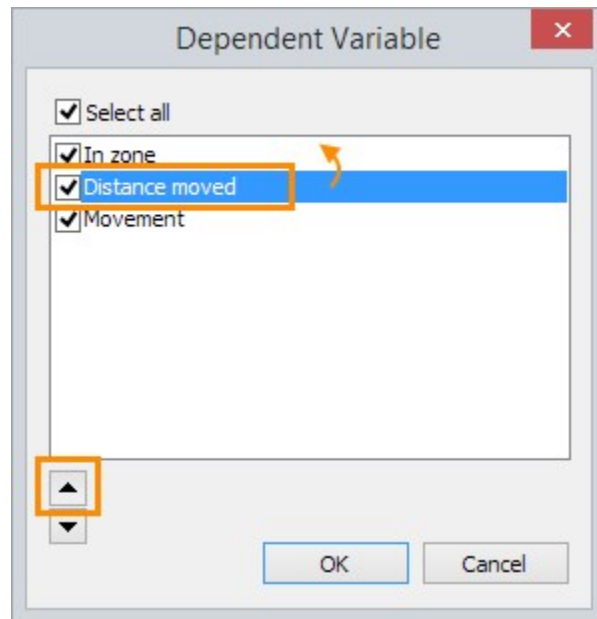 Dependent Variable
Select all
In zone
Distance moved
Movement
OK Cancel